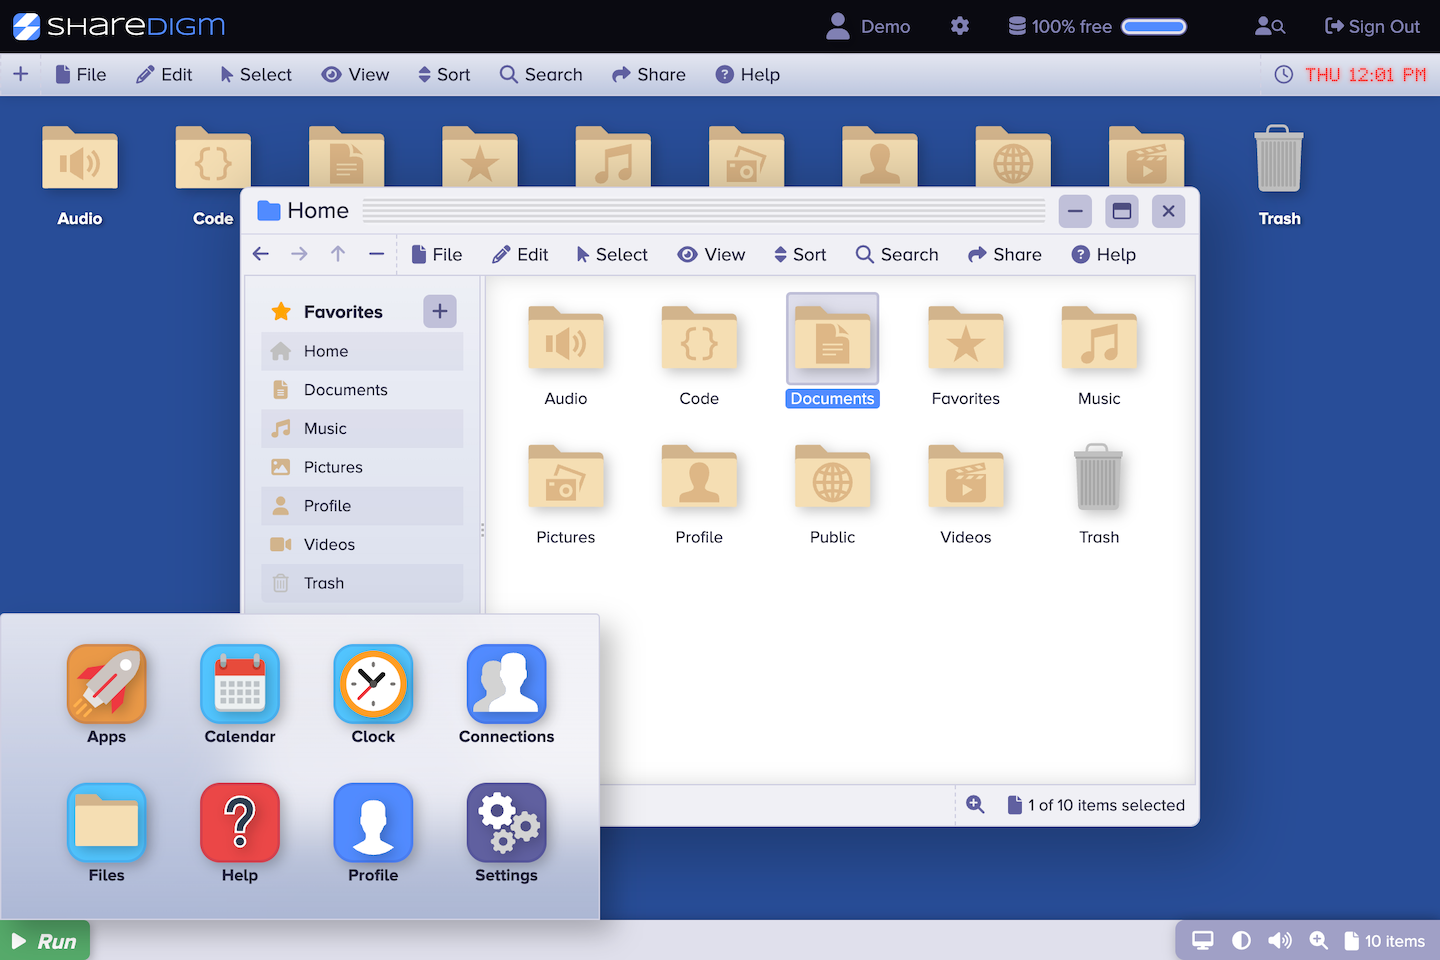 SHAREDIGM
Demo
100% free
Sign Out
File Edit Select View Sort Search Share Help
THU 12:01 PM
Audio
Code
Trash
Home
File Edit Select View Sort Search Share Help
Favorites
Home
Documents
Music
Pictures
Profile
Videos
Trash
Audio Code Documents Favorites Music
Pictures Profile Public Videos Trash
1 of 10 items selected
Apps Calendar Clock Connections
Files Help Profile Settings
Run
10 items